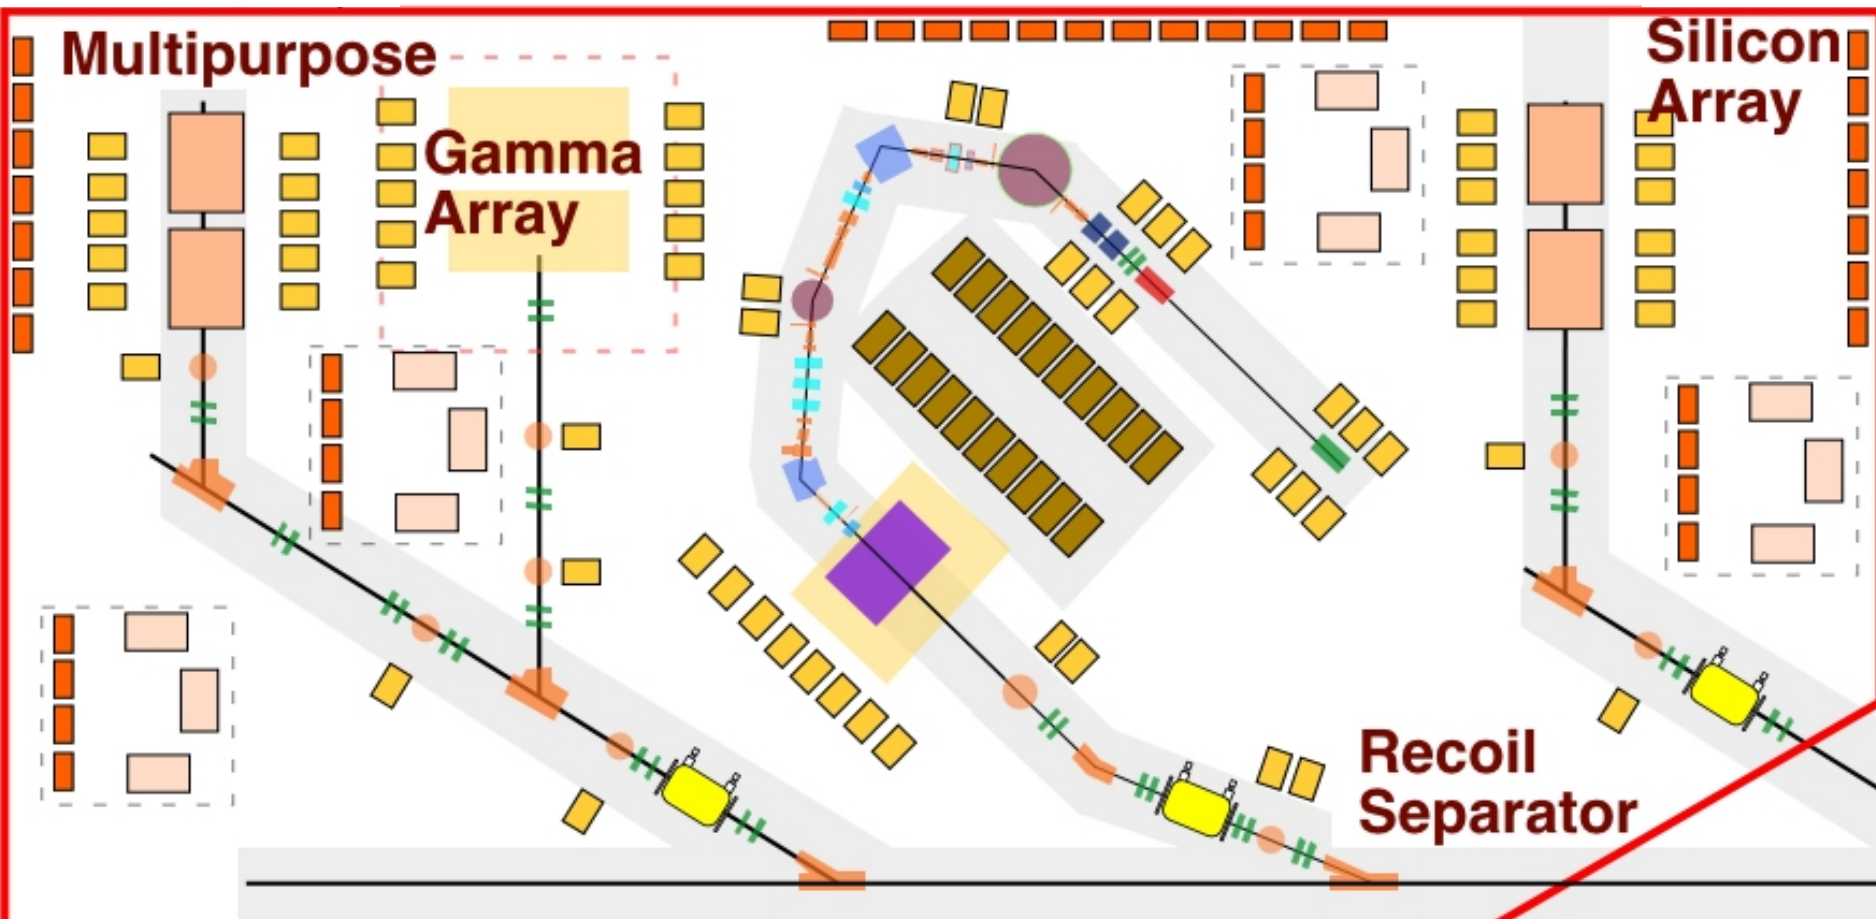 Multipurpose
Gamma
Array
Silicon
Array
Recoil
Separator